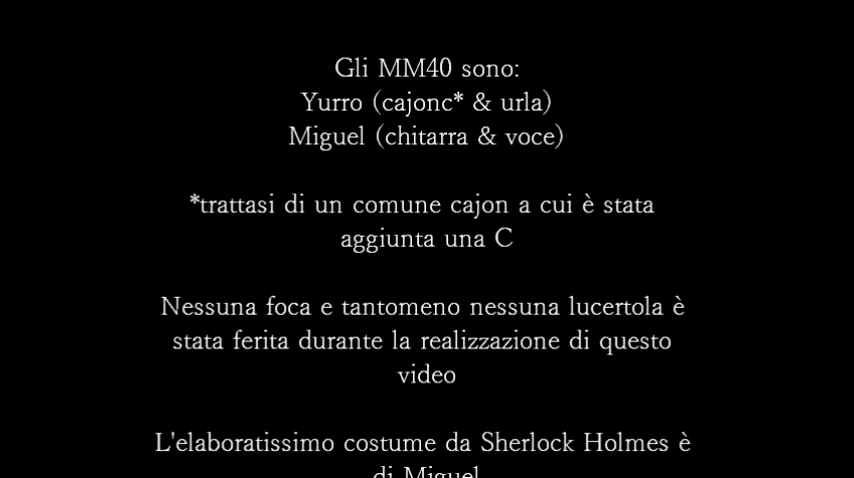 Gli MM40 sono:
Yurro (cajonc* & urla)
Miguel (chitarra & voce)
*trattasi di un comune cajon a cui è stata
aggiunta una C
Nessuna foca e tantomeno nessuna lucertola è
stata ferita durante la realizzazione di questo
video
L'elaboratissimo costume da Sherlock Holmes è
di Miguel